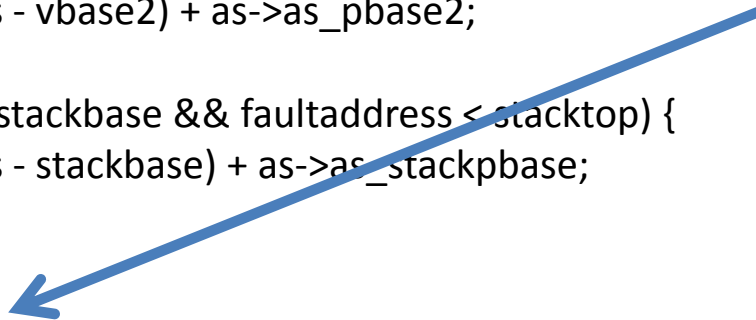 s - vbase2) + as->as_pbase2;
stackbase && faultaddress < stacktop) {
s - stackbase) + as->as_stackpbase;